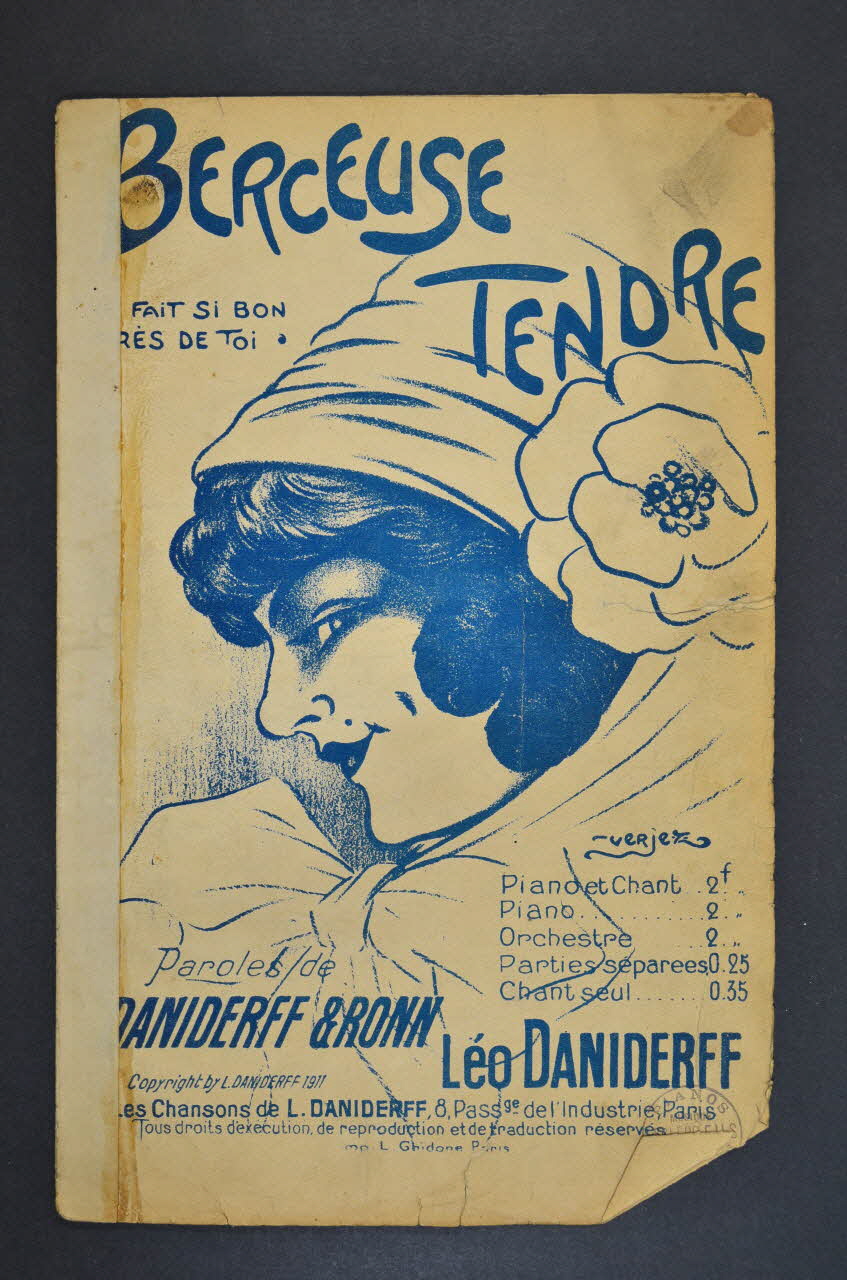 BERCEUSE
TENDRE
FAIT Si BON
RÈS DE Toi
verjez
Piano et Chant .. 2f „
Piano.......... 2 .„
Orchestre 2..„
Parties séparees 0.25
Chant seul ...... 0.35
Paroles de
DANIDERFF & RONN
Léo DANIDERFF
Copyright by L. DANIDERFF 1911
Les Chansons de L. DANIDERFF, 8, Passge de l'Industrie, Paris
Tous droits d'exécution, de reproduction et de traduction réservés
Imp. L. Ghidone Paris
PIANOS